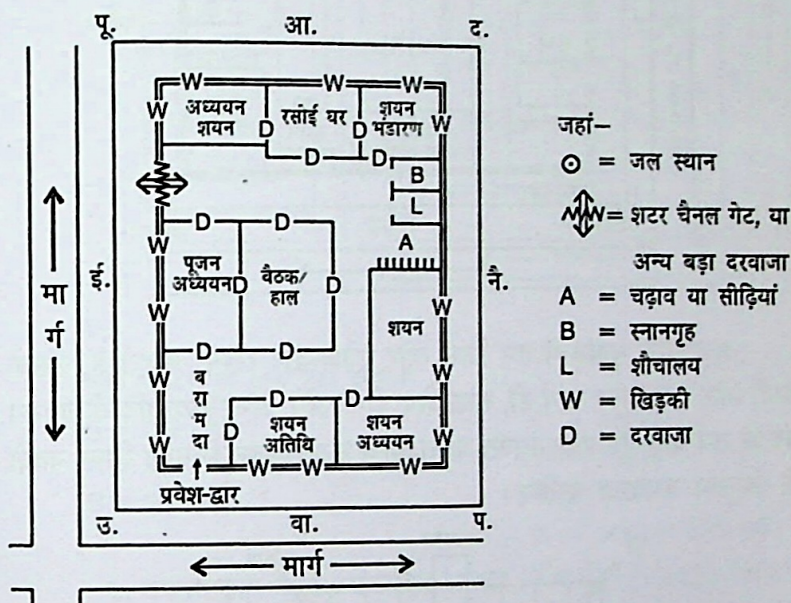 पू. आ. द.
W W W
W अध्ययन रसोई घर शयन W
शयन D D भंडारण
D D
B
L
D D A
W
ई. पूजन बैठक/ नै.
अध्ययन D हाल D W
W शयन
D D
W W
ब
रा
म
दा
D D
D शयन शयन
अतिथि अध्ययन W
W W W W
प्रवेश-द्वार
उ. वा. प.
मा
र्ग
मार्ग
जहां–
= जल स्थान
= शटर चैनल गेट, या
अन्य बड़ा दरवाजा
A = चढ़ाव या सीढ़ियां
B = स्नानगृह
L = शौचालय
W = खिड़की
D = दरवाजा